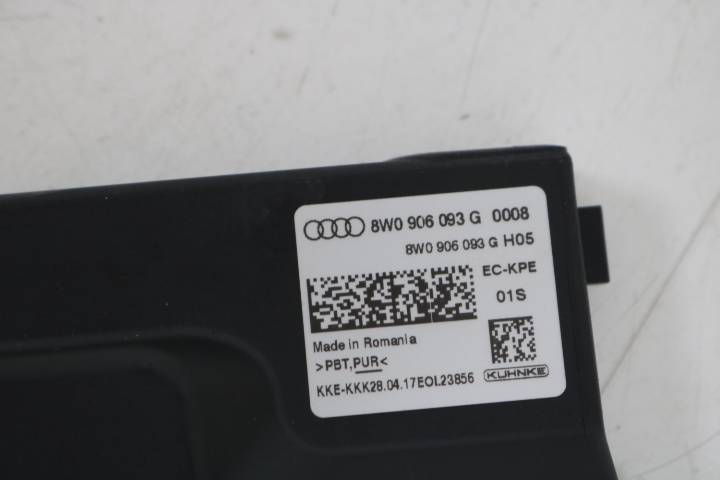 8W0 906 093 G 0008
8W0 906 093 G H05
EC-KPE
01S
Made in Romania
>PBT,PUR<
KKE-KKK28.04.17EOL23856
KUHNKE